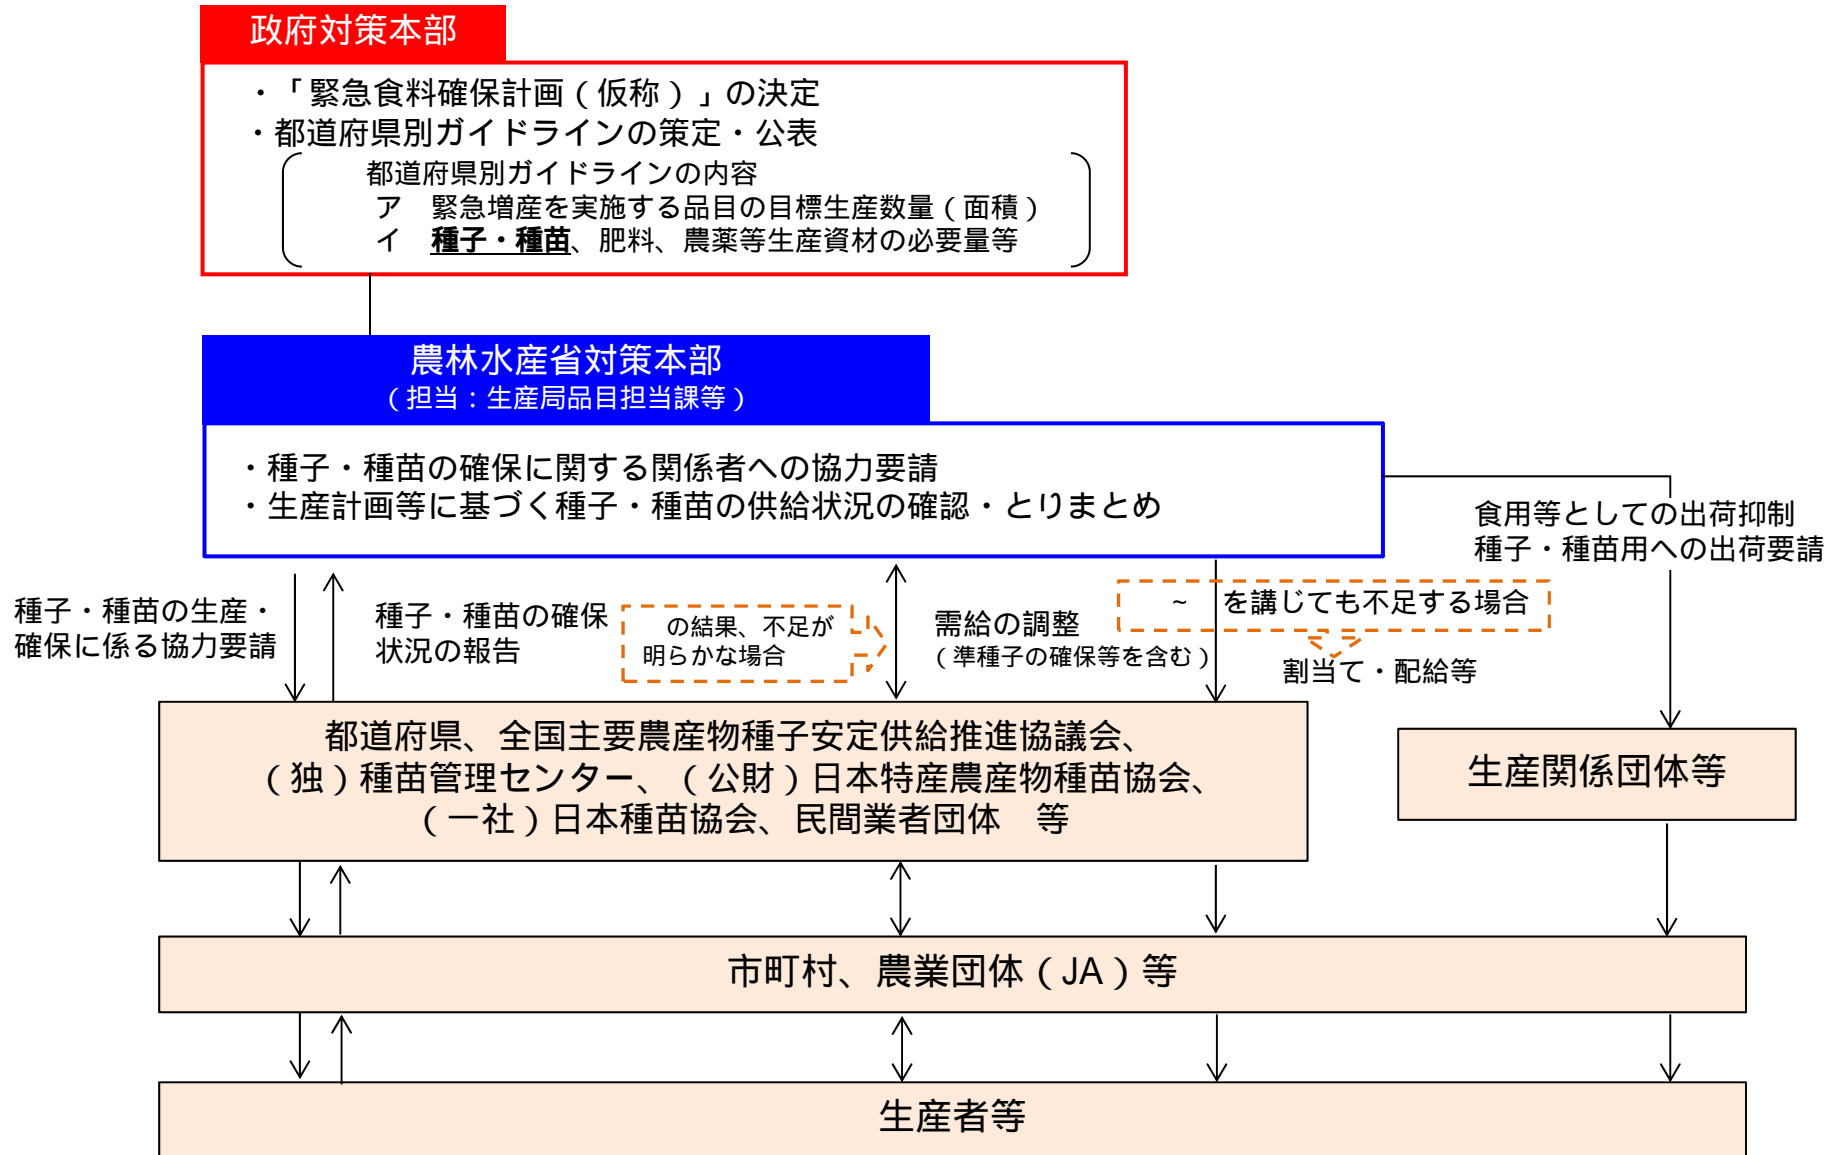 政府対策本部
・「緊急食料確保計画（仮称）」の決定
・都道府県別ガイドラインの策定・公表
都道府県別ガイドラインの内容
ア　緊急増産を実施する品目の目標生産数量（面積）
イ　種子・種苗、肥料、農薬等生産資材の必要量等
農林水産省対策本部
（担当：生産局品目担当課等）
・種子・種苗の確保に関する関係者への協力要請
・生産計画等に基づく種子・種苗の供給状況の確認・とりまとめ
食用等としての出荷抑制
種子・種苗用への出荷要請
種子・種苗の生産・
確保に係る協力要請
種子・種苗の確保
状況の報告
の結果、不足が
明らかな場合
需給の調整
（準種子の確保等を含む）
~　を講じても不足する場合
割当て・配給等
都道府県、全国主要農産物種子安定供給推進協議会、
（独）種苗管理センター、（公財）日本特産農産物種苗協会、
（一社）日本種苗協会、民間業者団体　等
生産関係団体等
市町村、農業団体（JA）等
生産者等